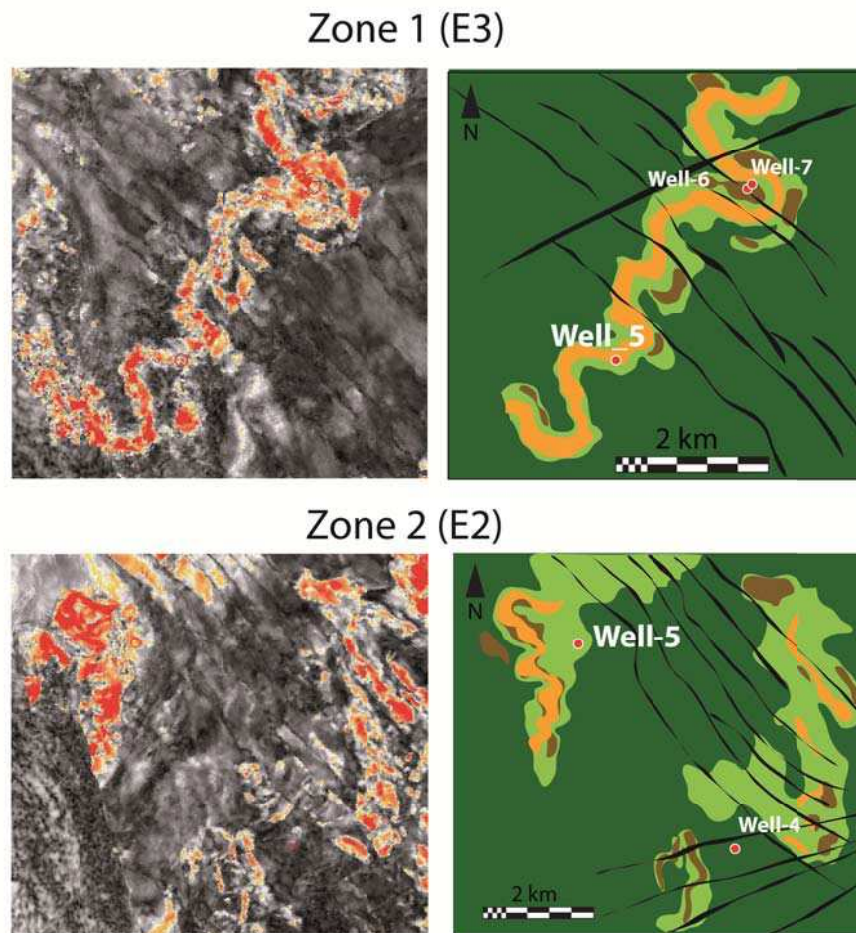 Zone 1 (E3)
N
Well-6
Well-7
Well_5
2 km
Zone 2 (E2)
N
Well-5
Well-4
2 km